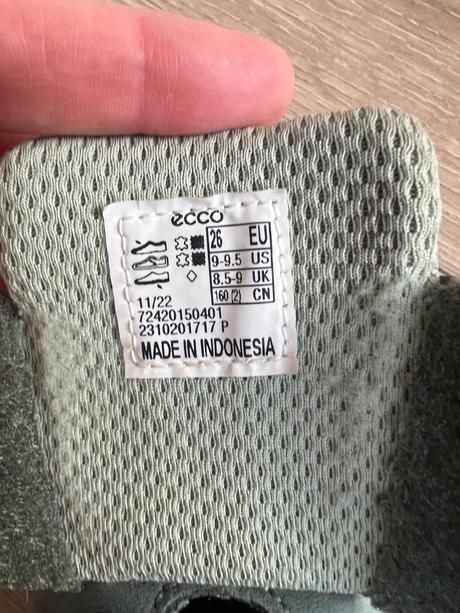 ecco
26 EU
9-9.5 US
8.5-9 UK
160 (2) CN
11/22
72420150401
2310201717 P
MADE IN INDONESIA